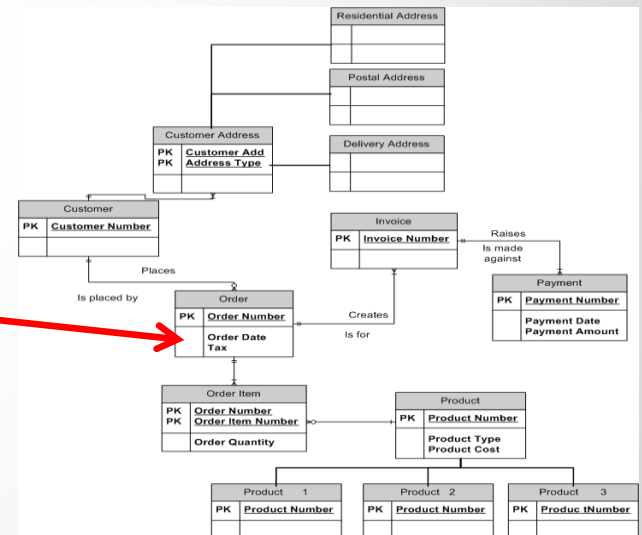 Residential Address
Postal Address
Customer Address
PK Customer Add
PK Address Type
Delivery Address
Customer
PK Customer Number
Invoice
PK Invoice Number
Raises
Is made
against
Payment
PK Payment Number
Payment Date
Payment Amount
Places
Is placed by
Order
PK Order Number
Order Date
Tax
Creates
Is for
Order Item
PK Order Number
PK Order Item Number
Order Quantity
Product
PK Product Number
Product Type
Product Cost
Product 1
PK Product Number
Product 2
PK Product Number
Product 3
PK Produc tNumber